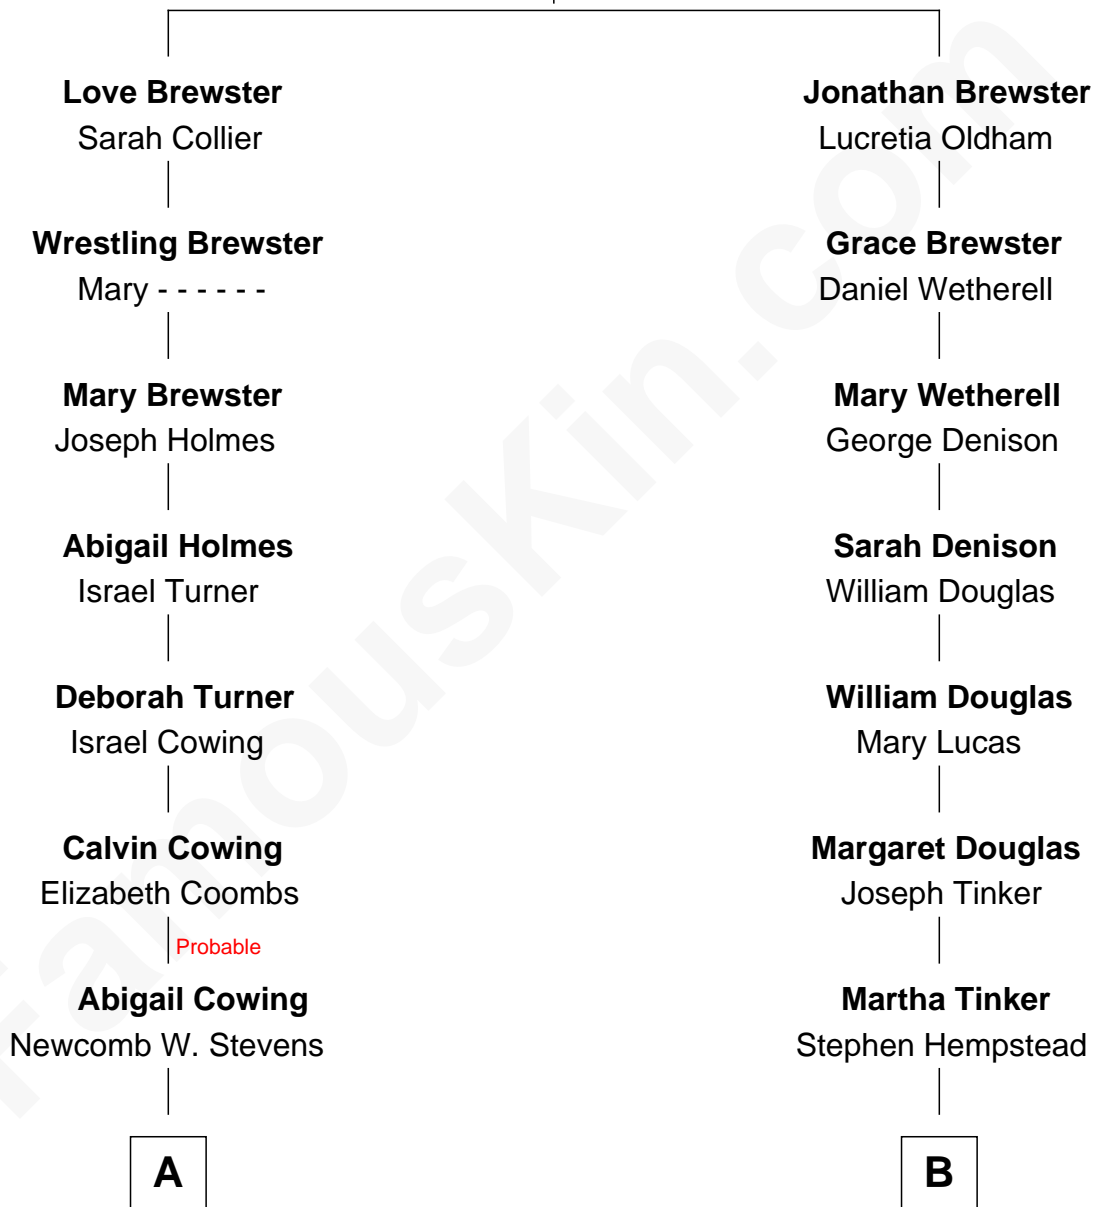 Love Brewster
Sarah Collier
Wrestling Brewster
Mary - - - - - -
Mary Brewster
Joseph Holmes
Abigail Holmes
Israel Turner
Deborah Turner
Israel Cowing
Calvin Cowing
Elizabeth Coombs
Probable
Abigail Cowing
Newcomb W. Stevens
A
Jonathan Brewster
Lucretia Oldham
Grace Brewster
Daniel Wetherell
Mary Wetherell
George Denison
Sarah Denison
William Douglas
William Douglas
Mary Lucas
Margaret Douglas
Joseph Tinker
Martha Tinker
Stephen Hempstead
B
FamousKin.com